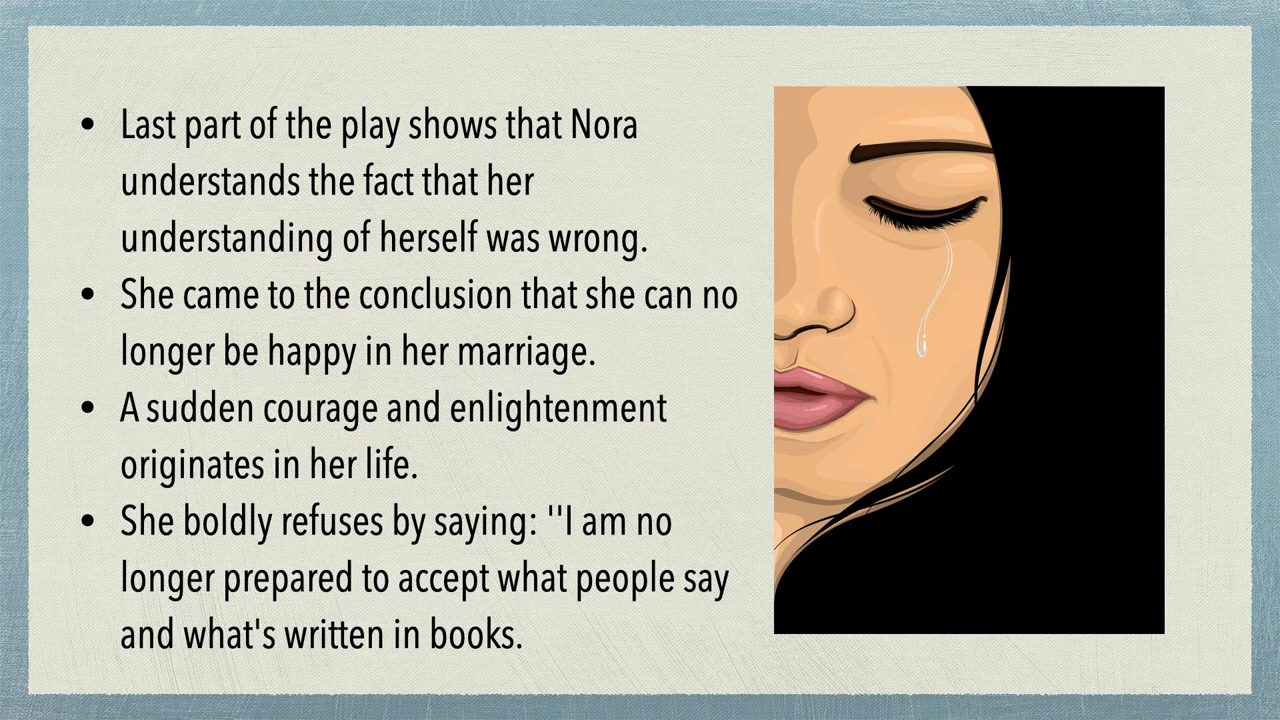 • Last part of the play shows that Nora
understands the fact that her
understanding of herself was wrong.
• She came to the conclusion that she can no
longer be happy in her marriage.
• A sudden courage and enlightenment
originates in her life.
• She boldly refuses by saying: ''I am no
longer prepared to accept what people say
and what's written in books.